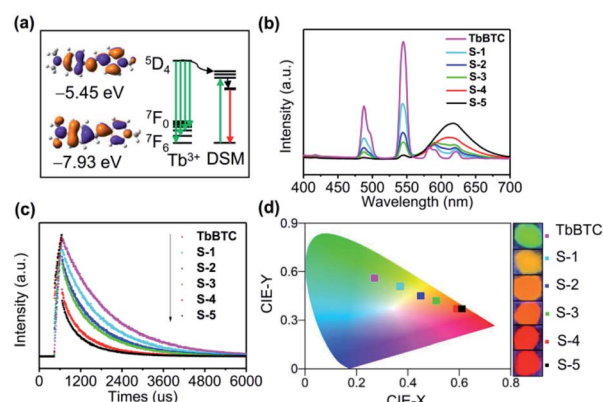 (a)
−5.45 eV
−7.93 eV
⁵D₄
⁷F₀
⁷F₆
Tb³⁺ DSM
(b)
Intensity (a.u.)
TbBTC
S-1
S-2
S-3
S-4
S-5
400 450 500 550 600 650 700
Wavelength (nm)
(c)
Intensity (a.u.)
TbBTC
S-1
S-2
S-3
S-4
S-5
0 1200 2400 3600 4800 6000
Times (us)
(d)
CIE-Y
0.9
0.6
0.3
0.0 0.2 0.4 0.6 0.8
CIE-X
TbBTC
S-1
S-2
S-3
S-4
S-5